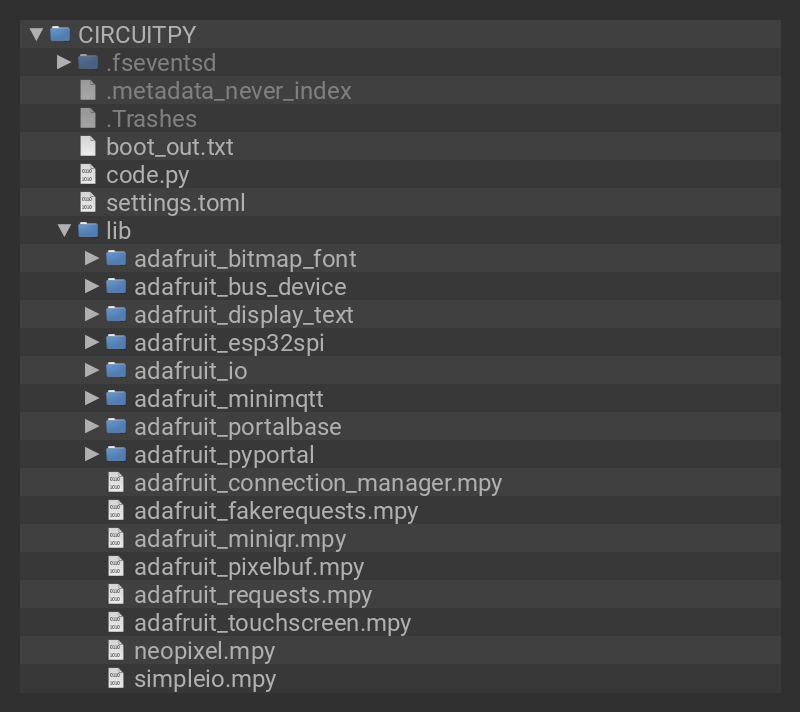 CIRCUITPY
.fseventsd
.metadata_never_index
.Trashes
boot_out.txt
code.py
settings.toml
lib
adafruit_bitmap_font
adafruit_bus_device
adafruit_display_text
adafruit_esp32spi
adafruit_io
adafruit_minimqtt
adafruit_portalbase
adafruit_pyportal
adafruit_connection_manager.mpy
adafruit_fakerequests.mpy
adafruit_miniqr.mpy
adafruit_pixelbuf.mpy
adafruit_requests.mpy
adafruit_touchscreen.mpy
neopixel.mpy
simpleio.mpy